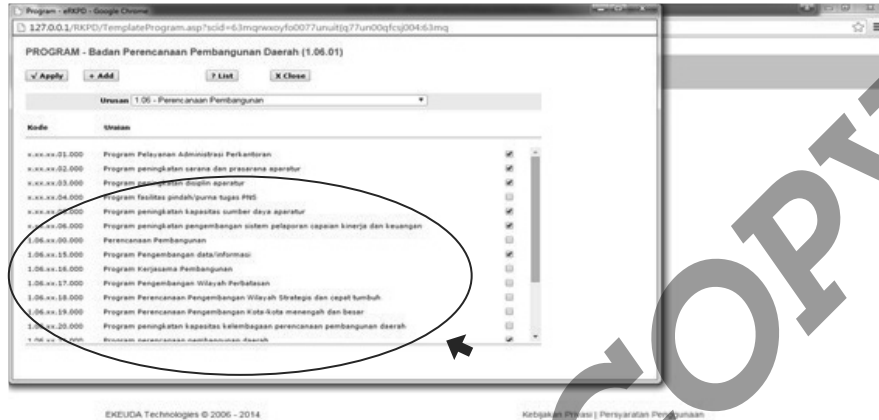 Program - eRKPD - Google Chrome
127.0.0.1/RKPD/TemplateProgram.asp?scid=63mqrwxoyfo0077unuitjq77un00qfcsj004:63mq
PROGRAM - Badan Perencanaan Pembangunan Daerah (1.06.01)
√ Apply + Add ? List X Close
Urusan 1.06 - Perencanaan Pembangunan
Kode Uraian
x.xx.xx.01.000 Program Pelayanan Administrasi Perkantoran
x.xx.xx.02.000 Program peningkatan sarana dan prasarana aparatur
x.xx.xx.03.000 Program peningkatan disiplin aparatur
x.xx.xx.04.000 Program fasilitas pindah/purna tugas PNS
Program peningkatan kapasitas sumber daya aparatur
x.xx.xx.06.000 Program peningkatan pengembangan sistem pelaporan capaian kinerja dan keuangan
1.06.xx.00.000 Perencanaan Pembangunan
1.06.xx.15.000 Program Pengembangan data/informasi
1.06.xx.16.000 Program Kerjasama Pembangunan
1.06.xx.17.000 Program Pengembangan Wilayah Perbatasan
1.06.xx.18.000 Program Perencanaan Pengembangan Wilayah Strategis dan cepat tumbuh
1.06.xx.19.000 Program Perencanaan Pengembangan Kota-kota menengah dan besar
1.06.xx.20.000 Program peningkatan kapasitas kelembagaan perencanaan pembangunan daerah
Program perencanaan pembangunan daerah
EKEUDA Technologies © 2006 - 2014 Kebijakan Privasi | Persyaratan Penggunaan
COPY